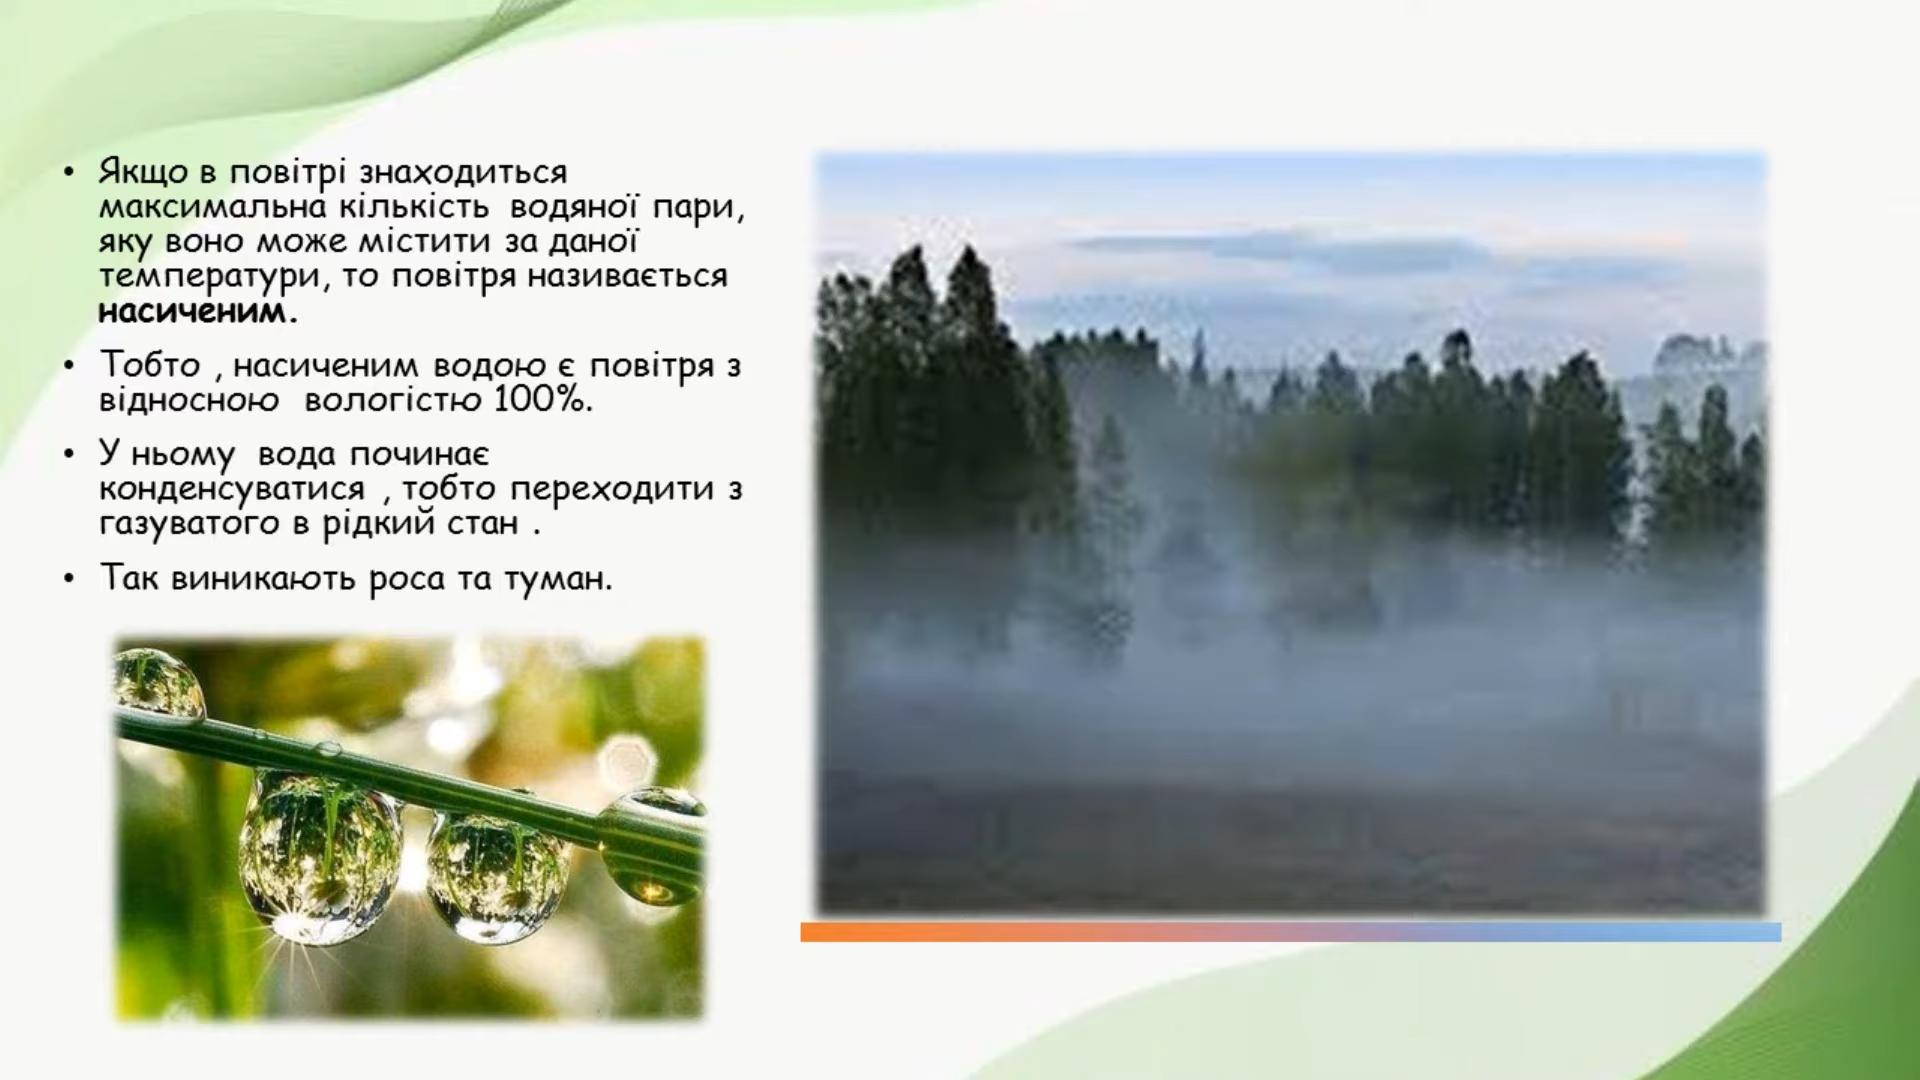 • Якщо в повітрі знаходиться
максимальна кількість водяної пари,
яку воно може містити за даної
температури, то повітря називається
насиченим.
• Тобто , насиченим водою є повітря з
відносною вологістю 100%.
• У ньому вода починає
конденсуватися , тобто переходити з
газуватого в рідкий стан .
• Так виникають роса та туман.